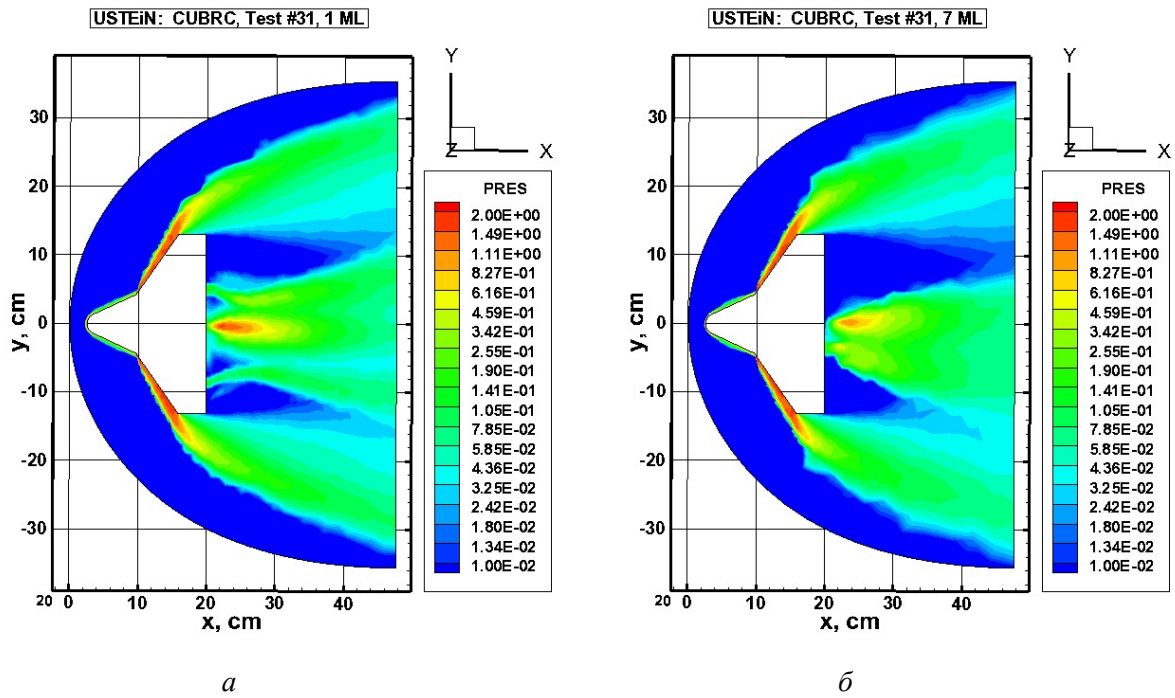 USTEiN: CUBRC, Test #31, 1 ML
Y
Z
X
PRES
2.00E+00
1.49E+00
1.11E+00
8.27E-01
6.16E-01
4.59E-01
3.42E-01
2.55E-01
1.90E-01
1.41E-01
1.05E-01
7.85E-02
5.85E-02
4.36E-02
3.25E-02
2.42E-02
1.80E-02
1.34E-02
1.00E-02
y, cm
30
20
10
0
-10
-20
-30
20 0 10 20 30 40
x, cm
а
USTEiN: CUBRC, Test #31, 7 ML
Y
Z
X
PRES
2.00E+00
1.49E+00
1.11E+00
8.27E-01
6.16E-01
4.59E-01
3.42E-01
2.55E-01
1.90E-01
1.41E-01
1.05E-01
7.85E-02
5.85E-02
4.36E-02
3.25E-02
2.42E-02
1.80E-02
1.34E-02
1.00E-02
y, cm
30
20
10
0
-10
-20
-30
20 0 10 20 30 40
x, cm
б